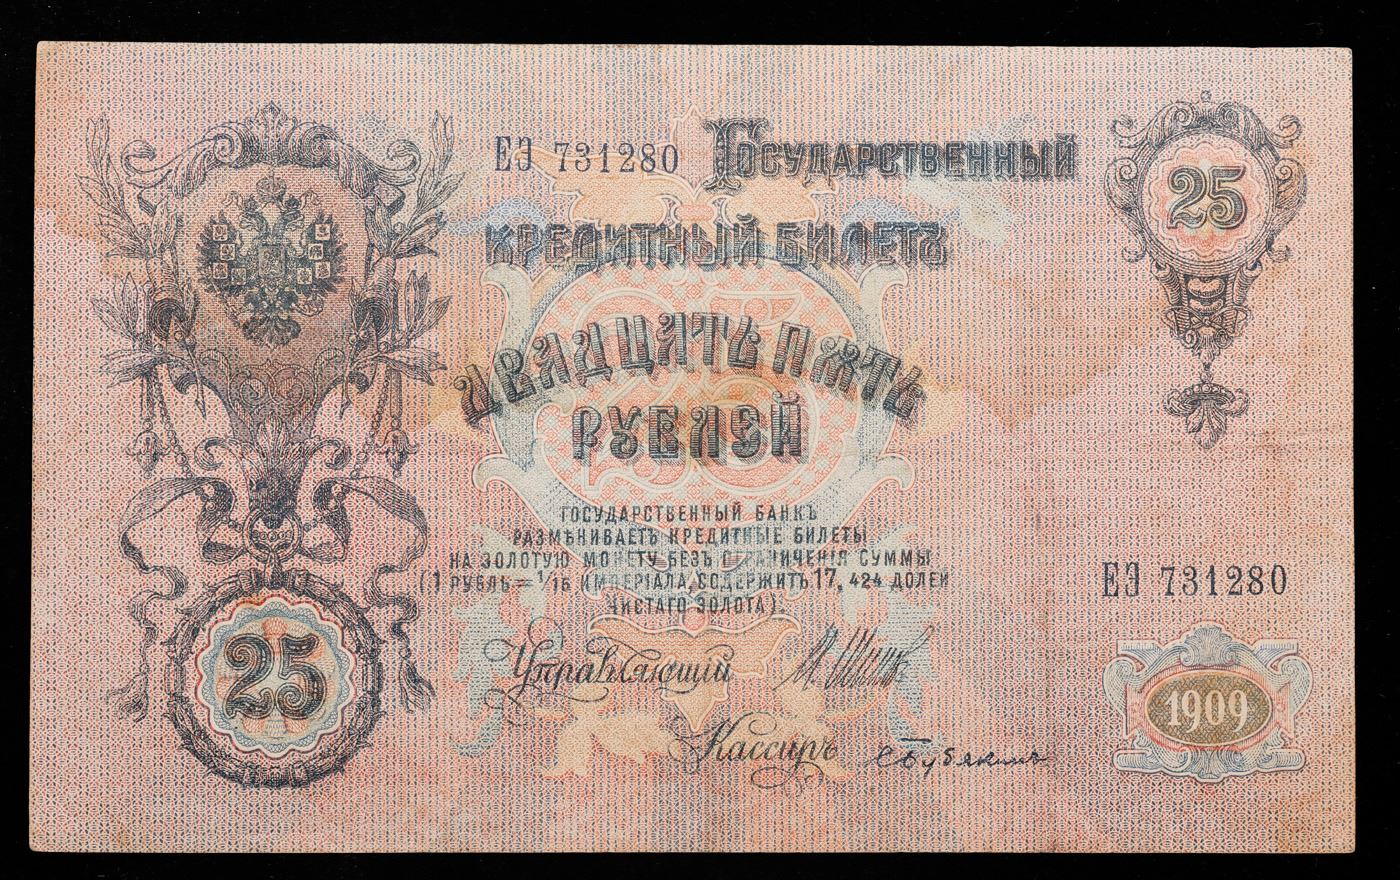 ЕЭ 731280
Государственный
25
Кредитный Билетъ
Двадцать пять
рублей
Государственный Банкъ
размѣниваетъ кредитные билеты
на золотую монету безъ ограниченія суммы
(1 рубль = 1/15 имперіала, содержитъ 17,424 долей
чистаго золота).
ЕЭ 731280
25
Управляющій
И. Шиповъ
Кассиръ
1909